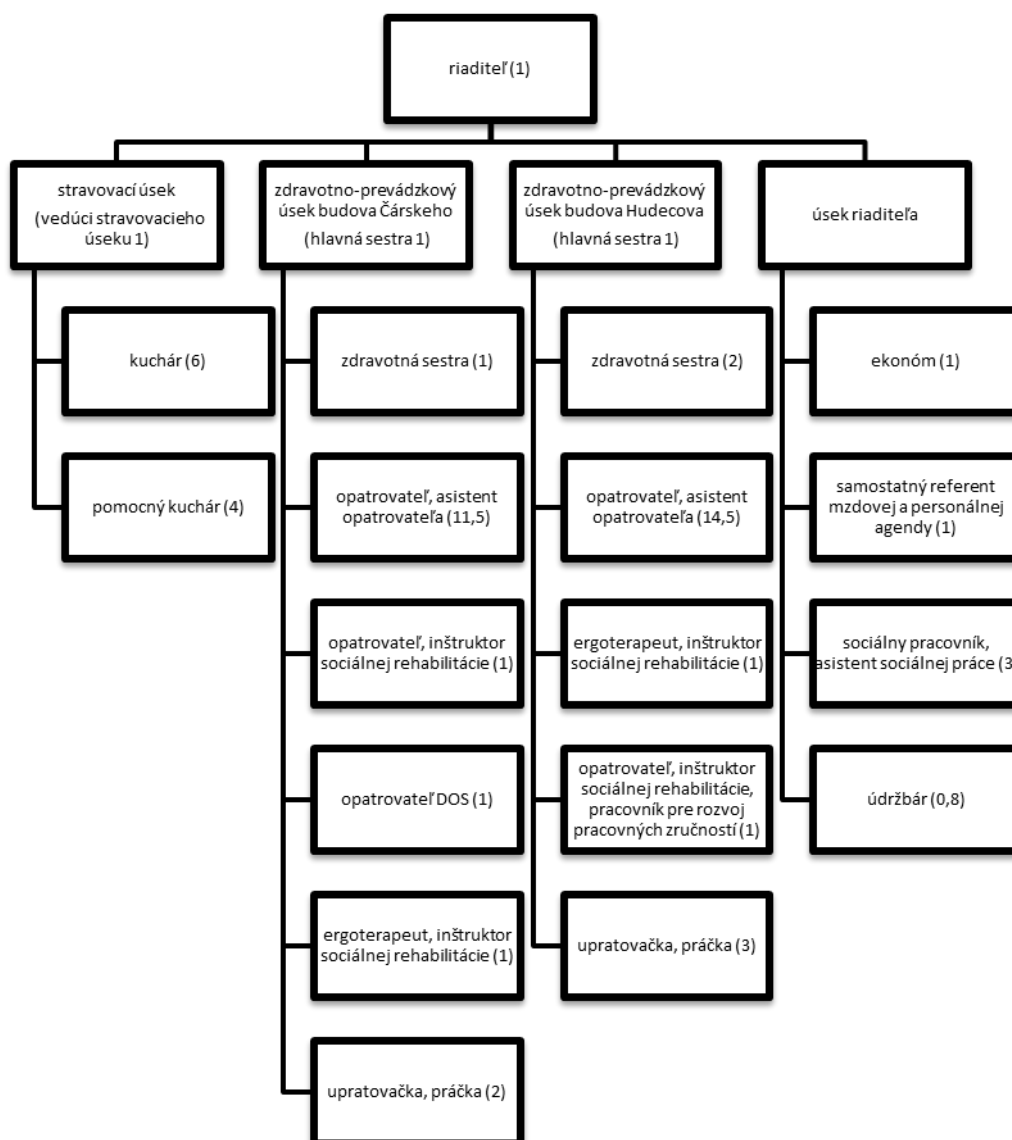 riaditeľ (1)
stravovací úsek
(vedúci stravovacieho
úseku 1)
kuchár (6)
pomocný kuchár (4)
zdravotno-prevádzkový
úsek budova Čárskeho
(hlavná sestra 1)
zdravotná sestra (1)
opatrovateľ, asistent
opatrovateľa (11,5)
opatrovateľ, inštruktor
sociálnej rehabilitácie (1)
opatrovateľ DOS (1)
ergoterapeut, inštruktor
sociálnej rehabilitácie (1)
upratovačka, práčka (2)
zdravotno-prevádzkový
úsek budova Hudecova
(hlavná sestra 1)
zdravotná sestra (2)
opatrovateľ, asistent
opatrovateľa (14,5)
ergoterapeut, inštruktor
sociálnej rehabilitácie (1)
opatrovateľ, inštruktor
sociálnej rehabilitácie,
pracovník pre rozvoj
pracovných zručností (1)
upratovačka, práčka (3)
úsek riaditeľa
ekonóm (1)
samostatný referent
mzdovej a personálnej
agendy (1)
sociálny pracovník,
asistent sociálnej práce (3
údržbár (0,8)